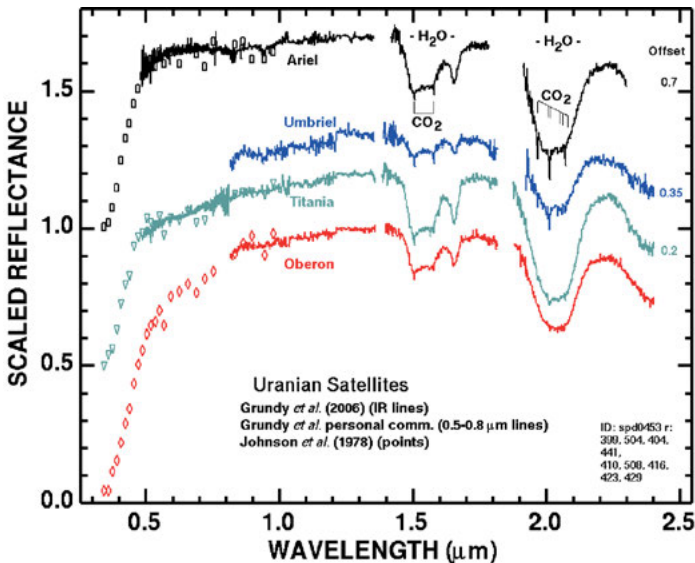 SCALED REFLECTANCE
1.5
1.0
0.5
0.0
Ariel
- H₂O -
- H₂O -
Offset
0.7
CO₂
CO₂
Umbriel
0.35
Titania
0.2
Oberon
Uranian Satellites
Grundy et al. (2006) (IR lines)
Grundy et al. personal comm. (0.5-0.8 μm lines)
Johnson et al. (1978) (points)
ID: spd0453 r:
399, 504, 404,
441,
410, 508, 416,
423, 429
0.5 1.0 1.5 2.0 2.5
WAVELENGTH (μm)